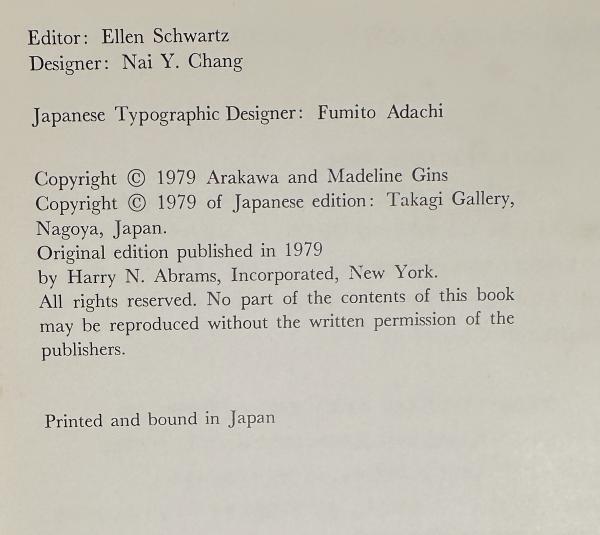 Editor: Ellen Schwartz
Designer: Nai Y. Chang
Japanese Typographic Designer: Fumito Adachi
Copyright © 1979 Arakawa and Madeline Gins
Copyright © 1979 of Japanese edition: Takagi Gallery,
Nagoya, Japan.
Original edition published in 1979
by Harry N. Abrams, Incorporated, New York.
All rights reserved. No part of the contents of this book
may be reproduced without the written permission of the
publishers.
Printed and bound in Japan